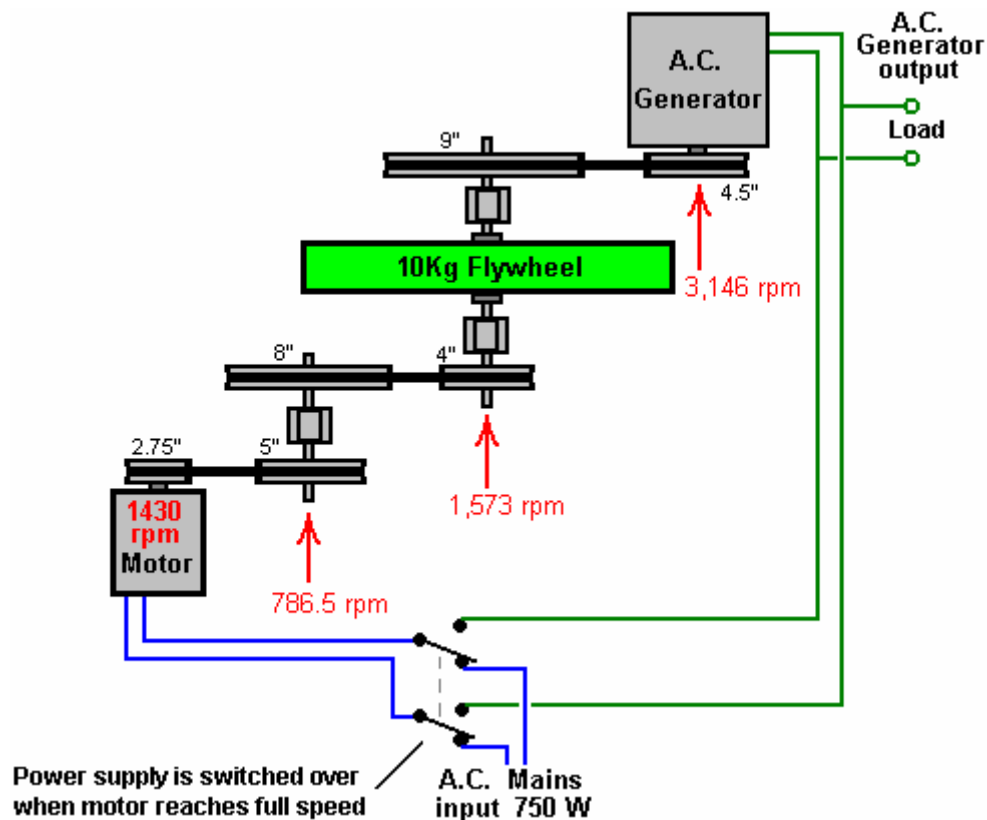 A.C.
Generator
output
A.C.
Generator
Load
9"
4.5"
10Kg Flywheel
3,146 rpm
8"
4"
2.75"
5"
1430
rpm
Motor
1,573 rpm
786.5 rpm
Power supply is switched over
when motor reaches full speed
A.C. Mains
input 750 W